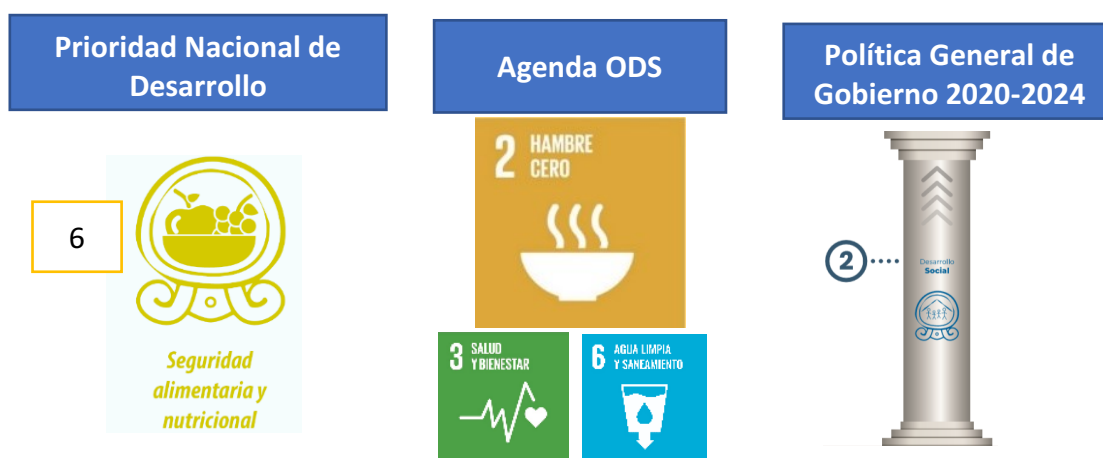 Prioridad Nacional de
Desarrollo
6
Seguridad
alimentaria y
nutricional
Agenda ODS
2 HAMBRE
CERO
3 SALUD
Y BIENESTAR
6 AGUA LIMPIA
Y SANEAMIENTO
Política General de
Gobierno 2020-2024
2
Desarrollo
Social